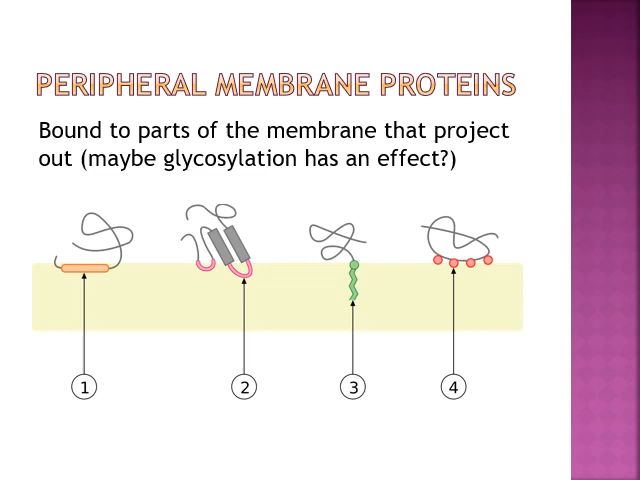 PERIPHERAL MEMBRANE PROTEINS
Bound to parts of the membrane that project
out (maybe glycosylation has an effect?)
1 2 3 4